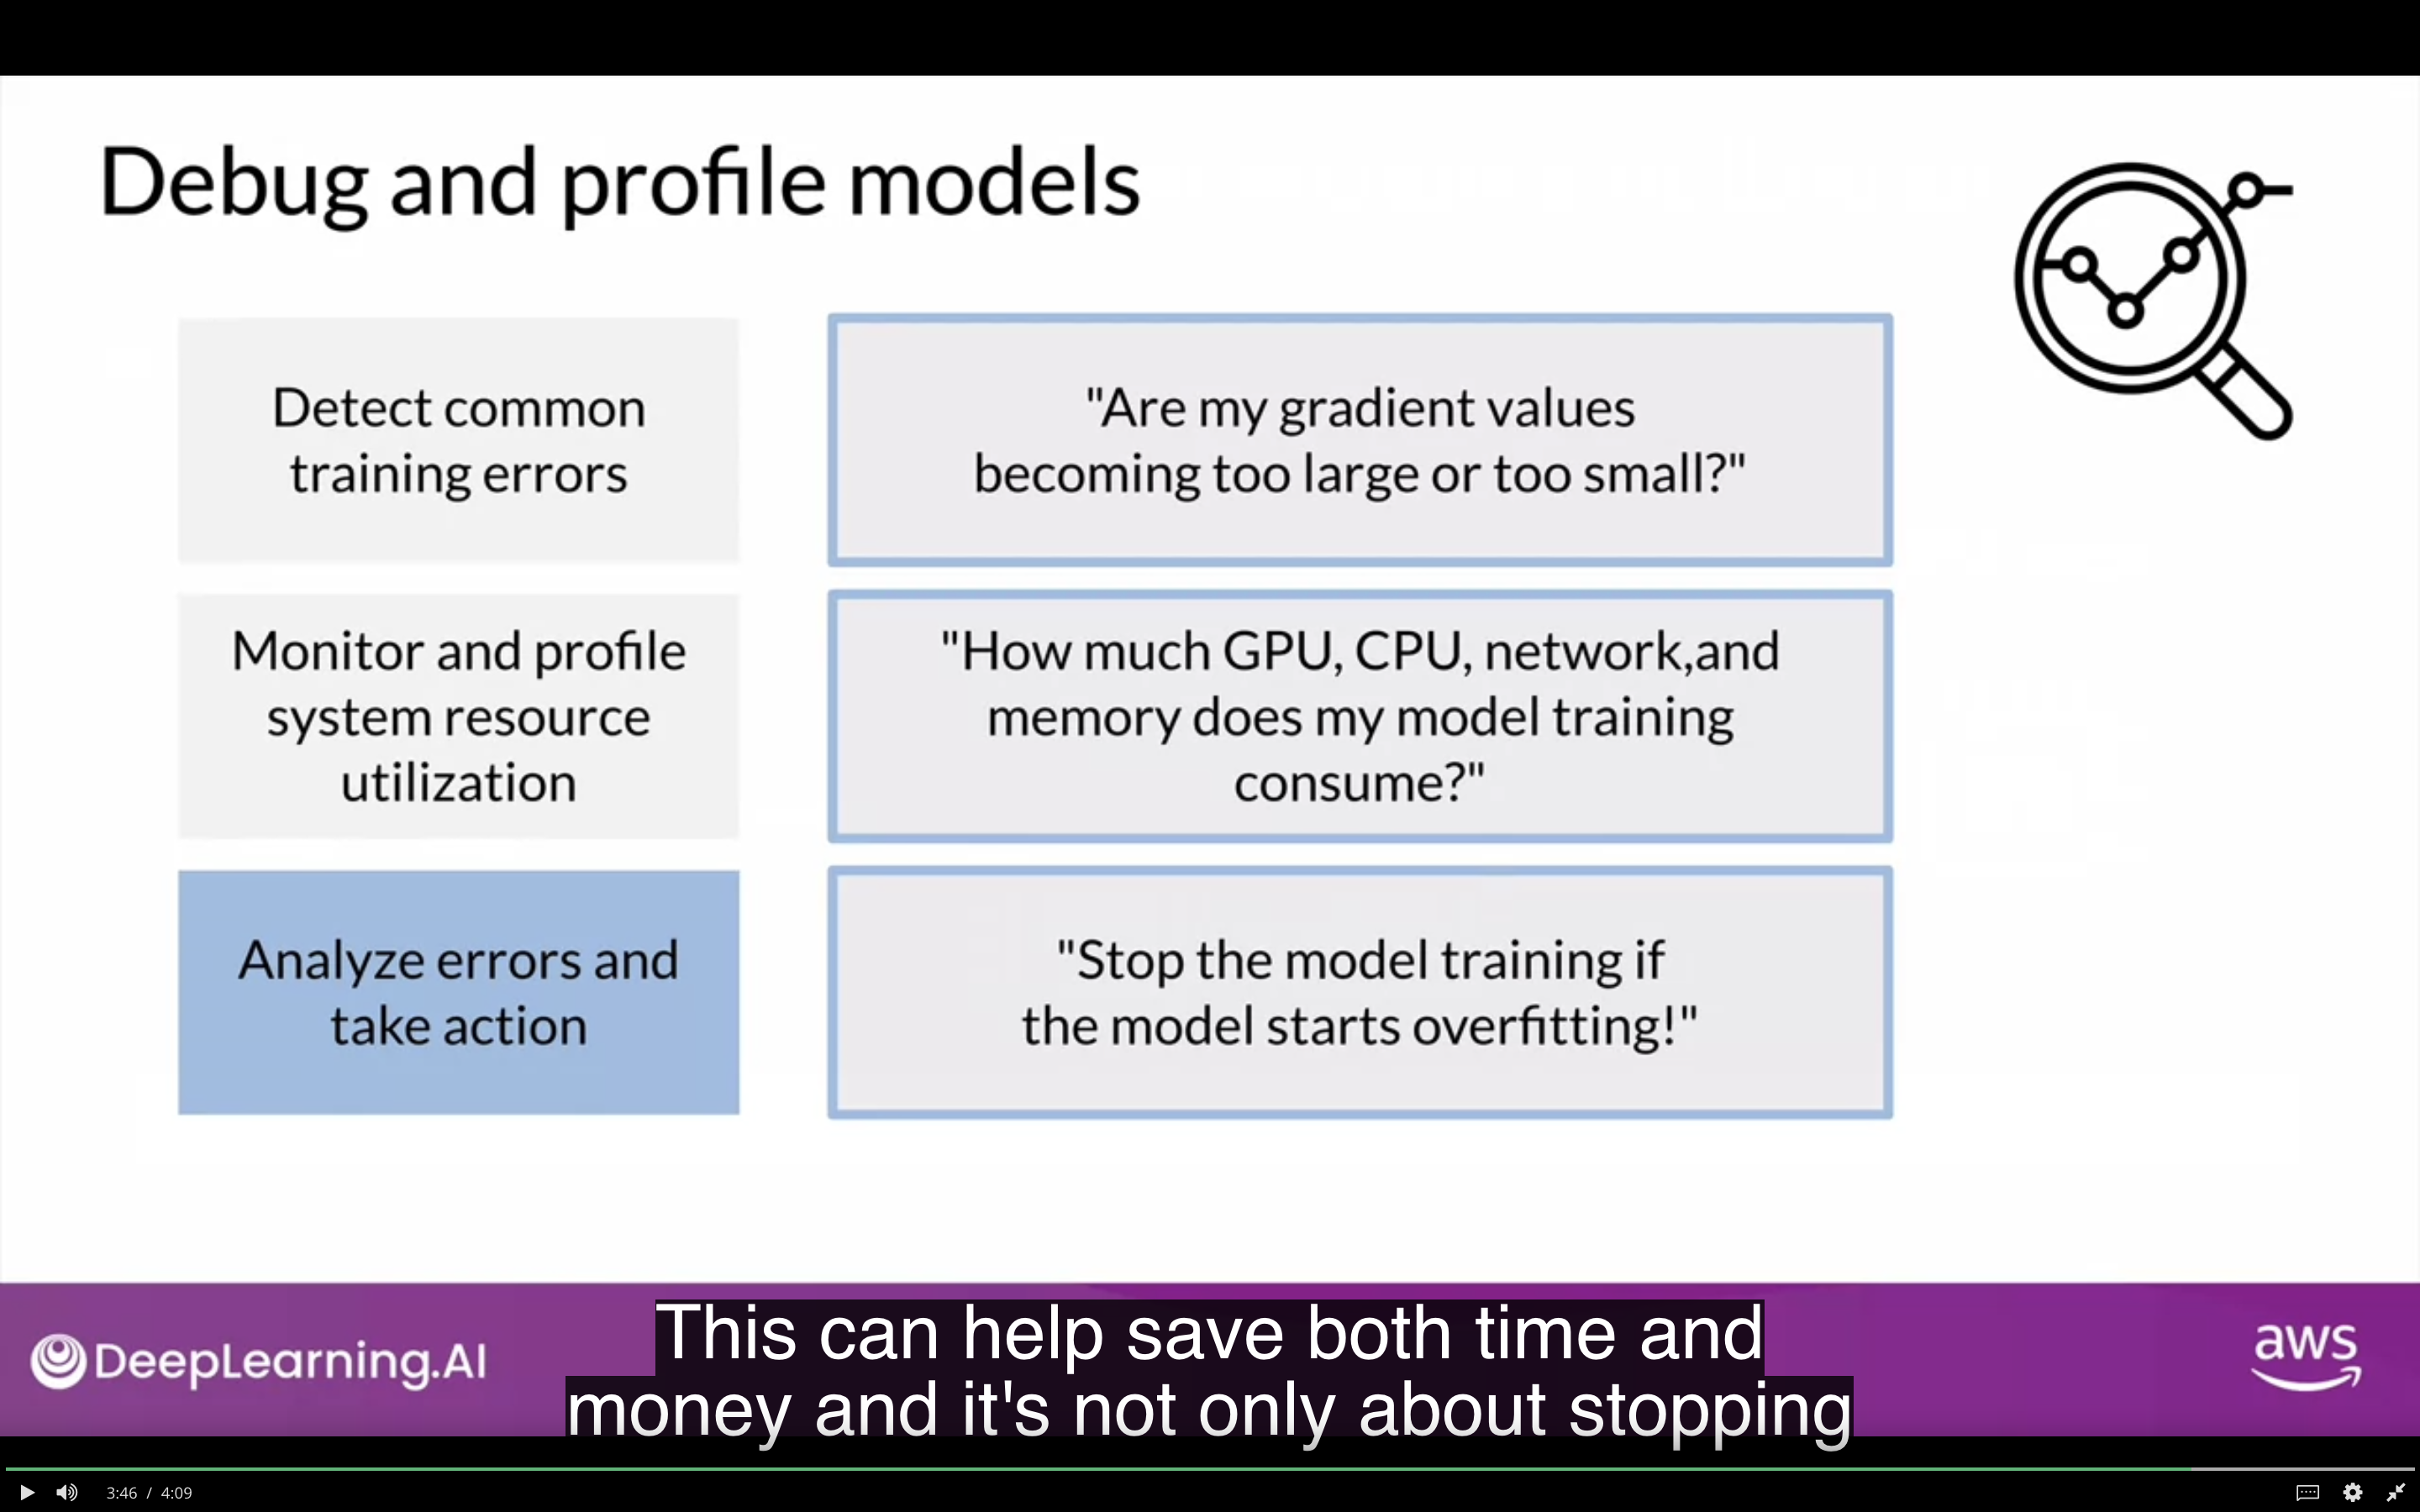 Debug and profile models
Detect common
training errors
"Are my gradient values
becoming too large or too small?"
Monitor and profile
system resource
utilization
"How much GPU, CPU, network,and
memory does my model training
consume?"
Analyze errors and
take action
"Stop the model training if
the model starts overfitting!"
DeepLearning.AI
This can help save both time and
money and it's not only about stopping
aws
3:46 / 4:09